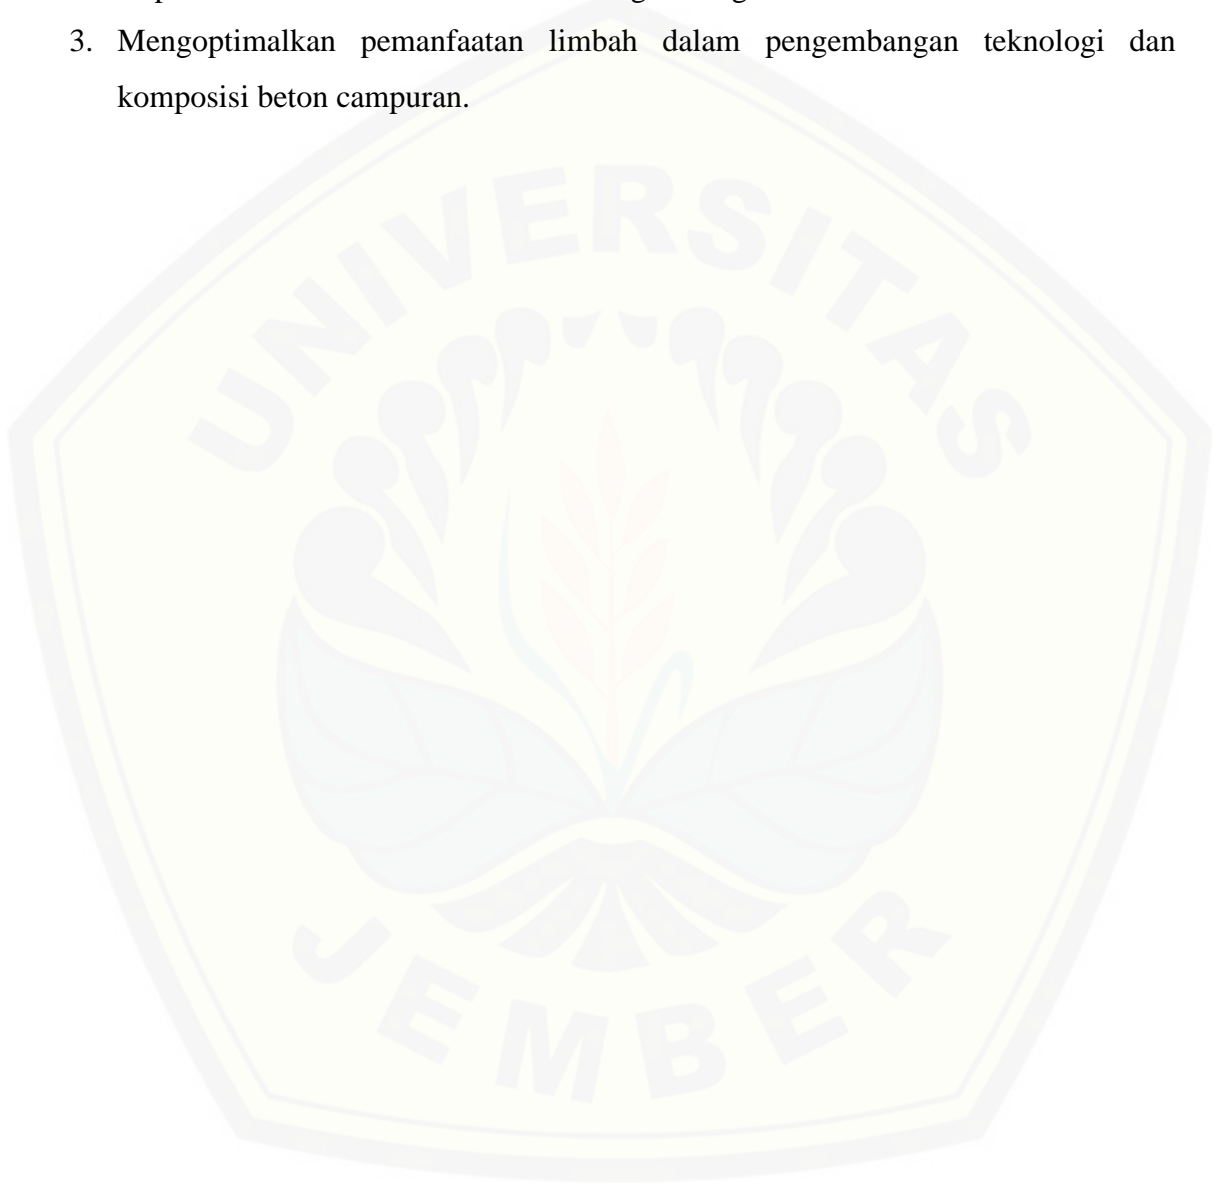 3. Mengoptimalkan pemanfaatan limbah dalam pengembangan teknologi dan
komposisi beton campuran.
UNIVERSITAS
JEMBER